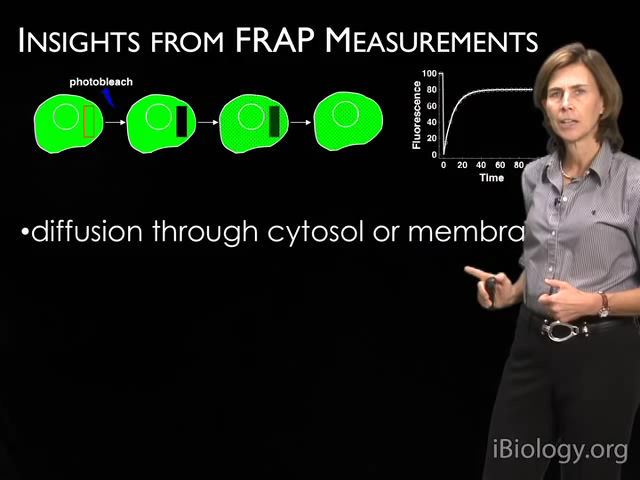 INSIGHTS FROM FRAP MEASUREMENTS
photobleach
Fluorescence
100
80
60
40
20
0
0 20 40 60 80
Time
•diffusion through cytosol or membra
iBiology.org